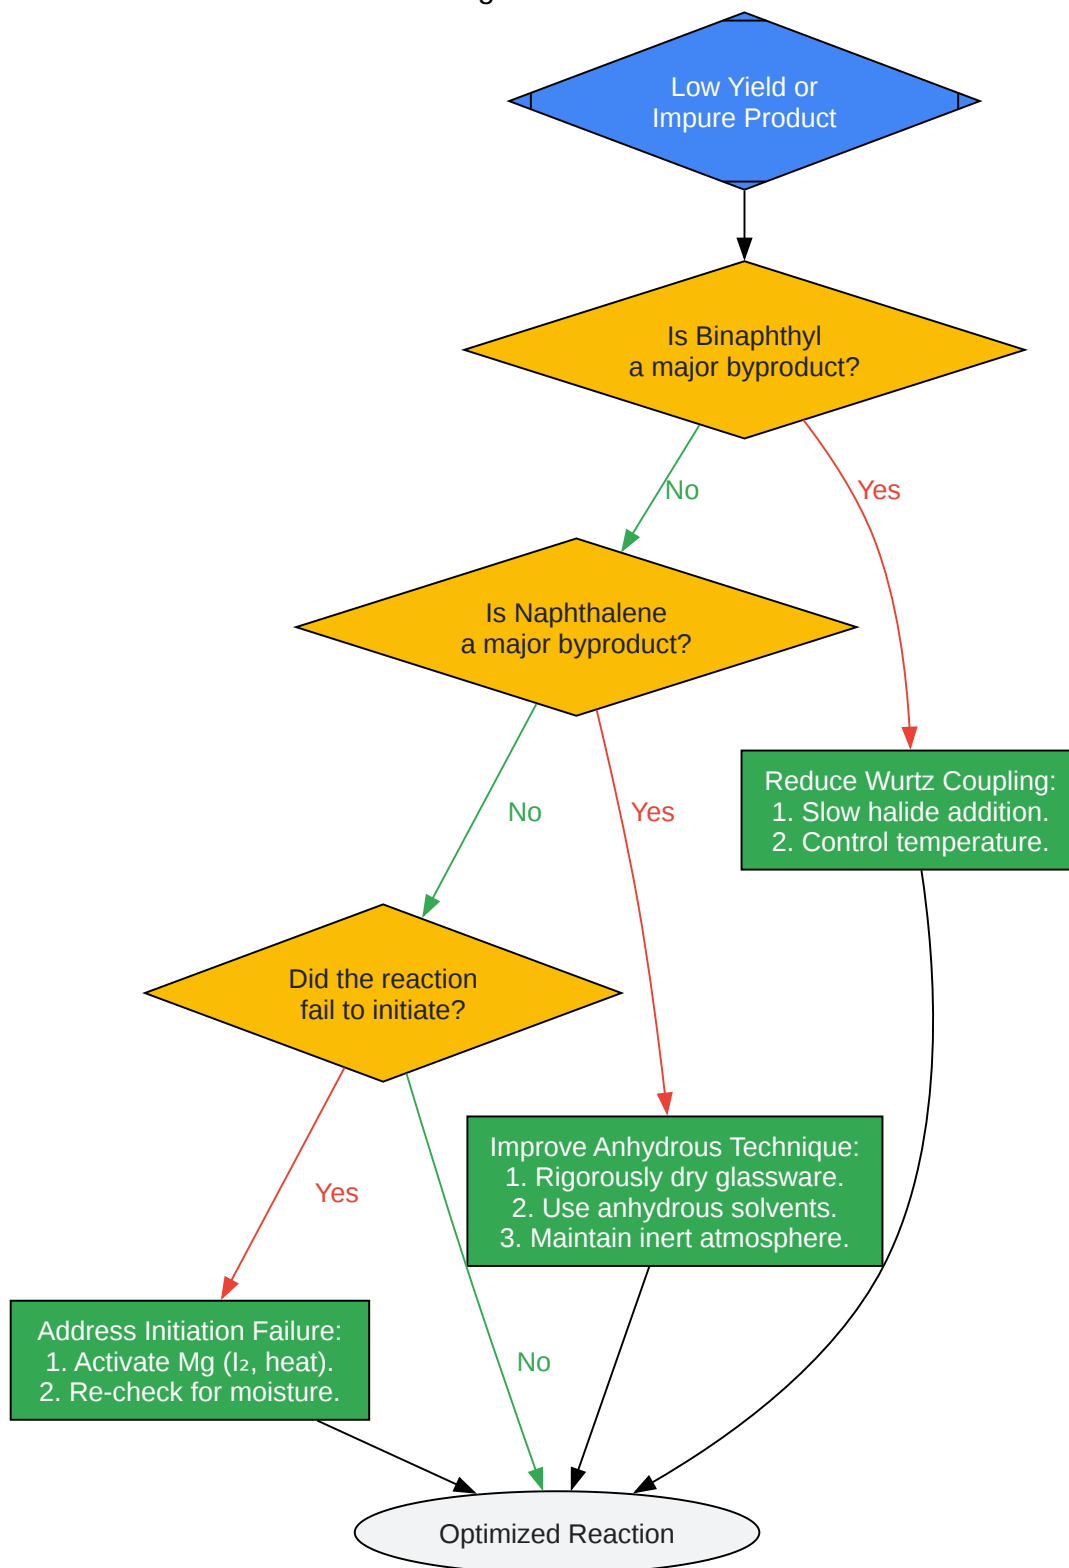 Low Yield or
Impure Product
Is Binaphthyl
a major byproduct?
No
Yes
Is Naphthalene
a major byproduct?
Reduce Wurtz Coupling:
1. Slow halide addition.
2. Control temperature.
No
Yes
Did the reaction
fail to initiate?
Improve Anhydrous Technique:
1. Rigorously dry glassware.
2. Use anhydrous solvents.
3. Maintain inert atmosphere.
Yes
Address Initiation Failure:
1. Activate Mg (I₂, heat).
2. Re-check for moisture.
No
Optimized Reaction